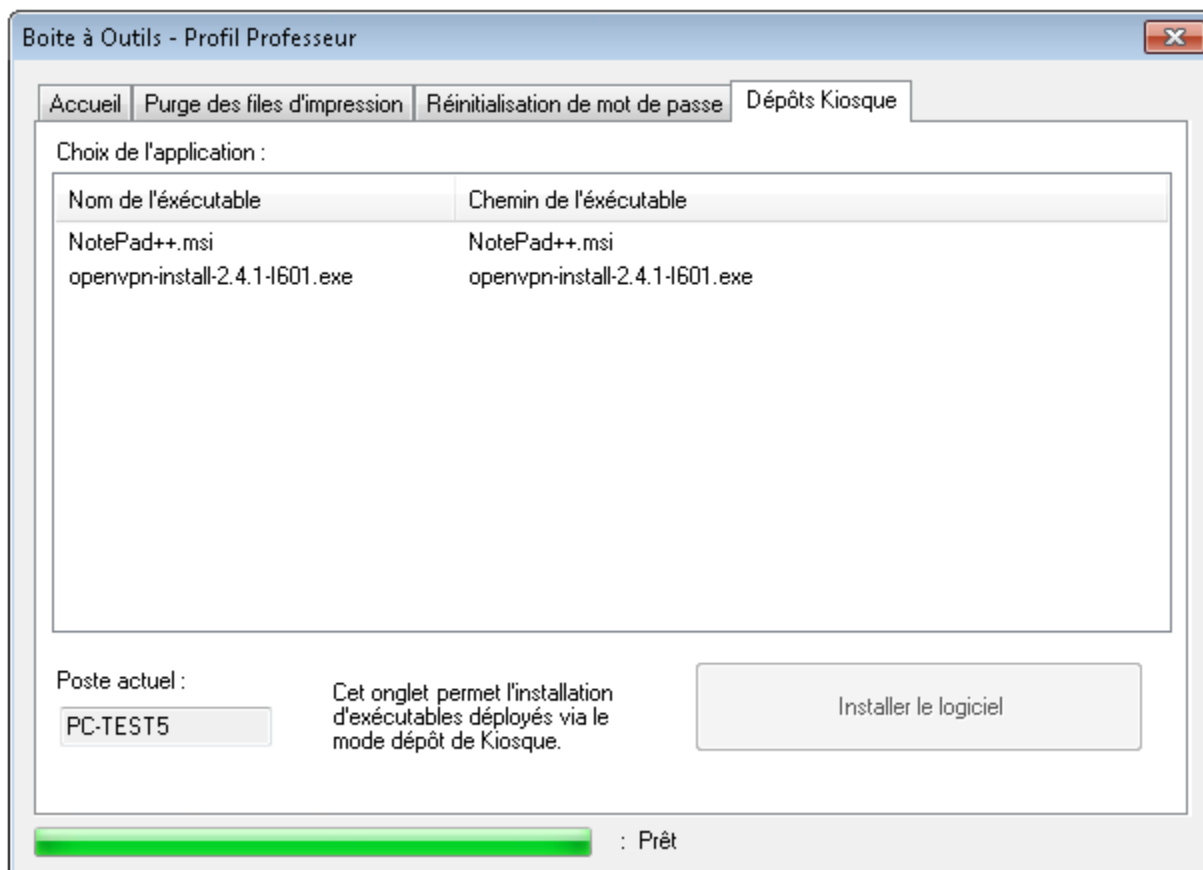 Boite à Outils - Profil Professeur
Accueil Purge des files d'impression Réinitialisation de mot de passe Dépôts Kiosque
Choix de l'application :
Nom de l'éxécutable Chemin de l'éxécutable
NotePad++.msi NotePad++.msi
openvpn-install-2.4.1-I601.exe openvpn-install-2.4.1-I601.exe
Poste actuel :
PC-TEST5
Cet onglet permet l'installation
d'exécutables déployés via le
mode dépôt de Kiosque.
Installer le logiciel
: Prêt